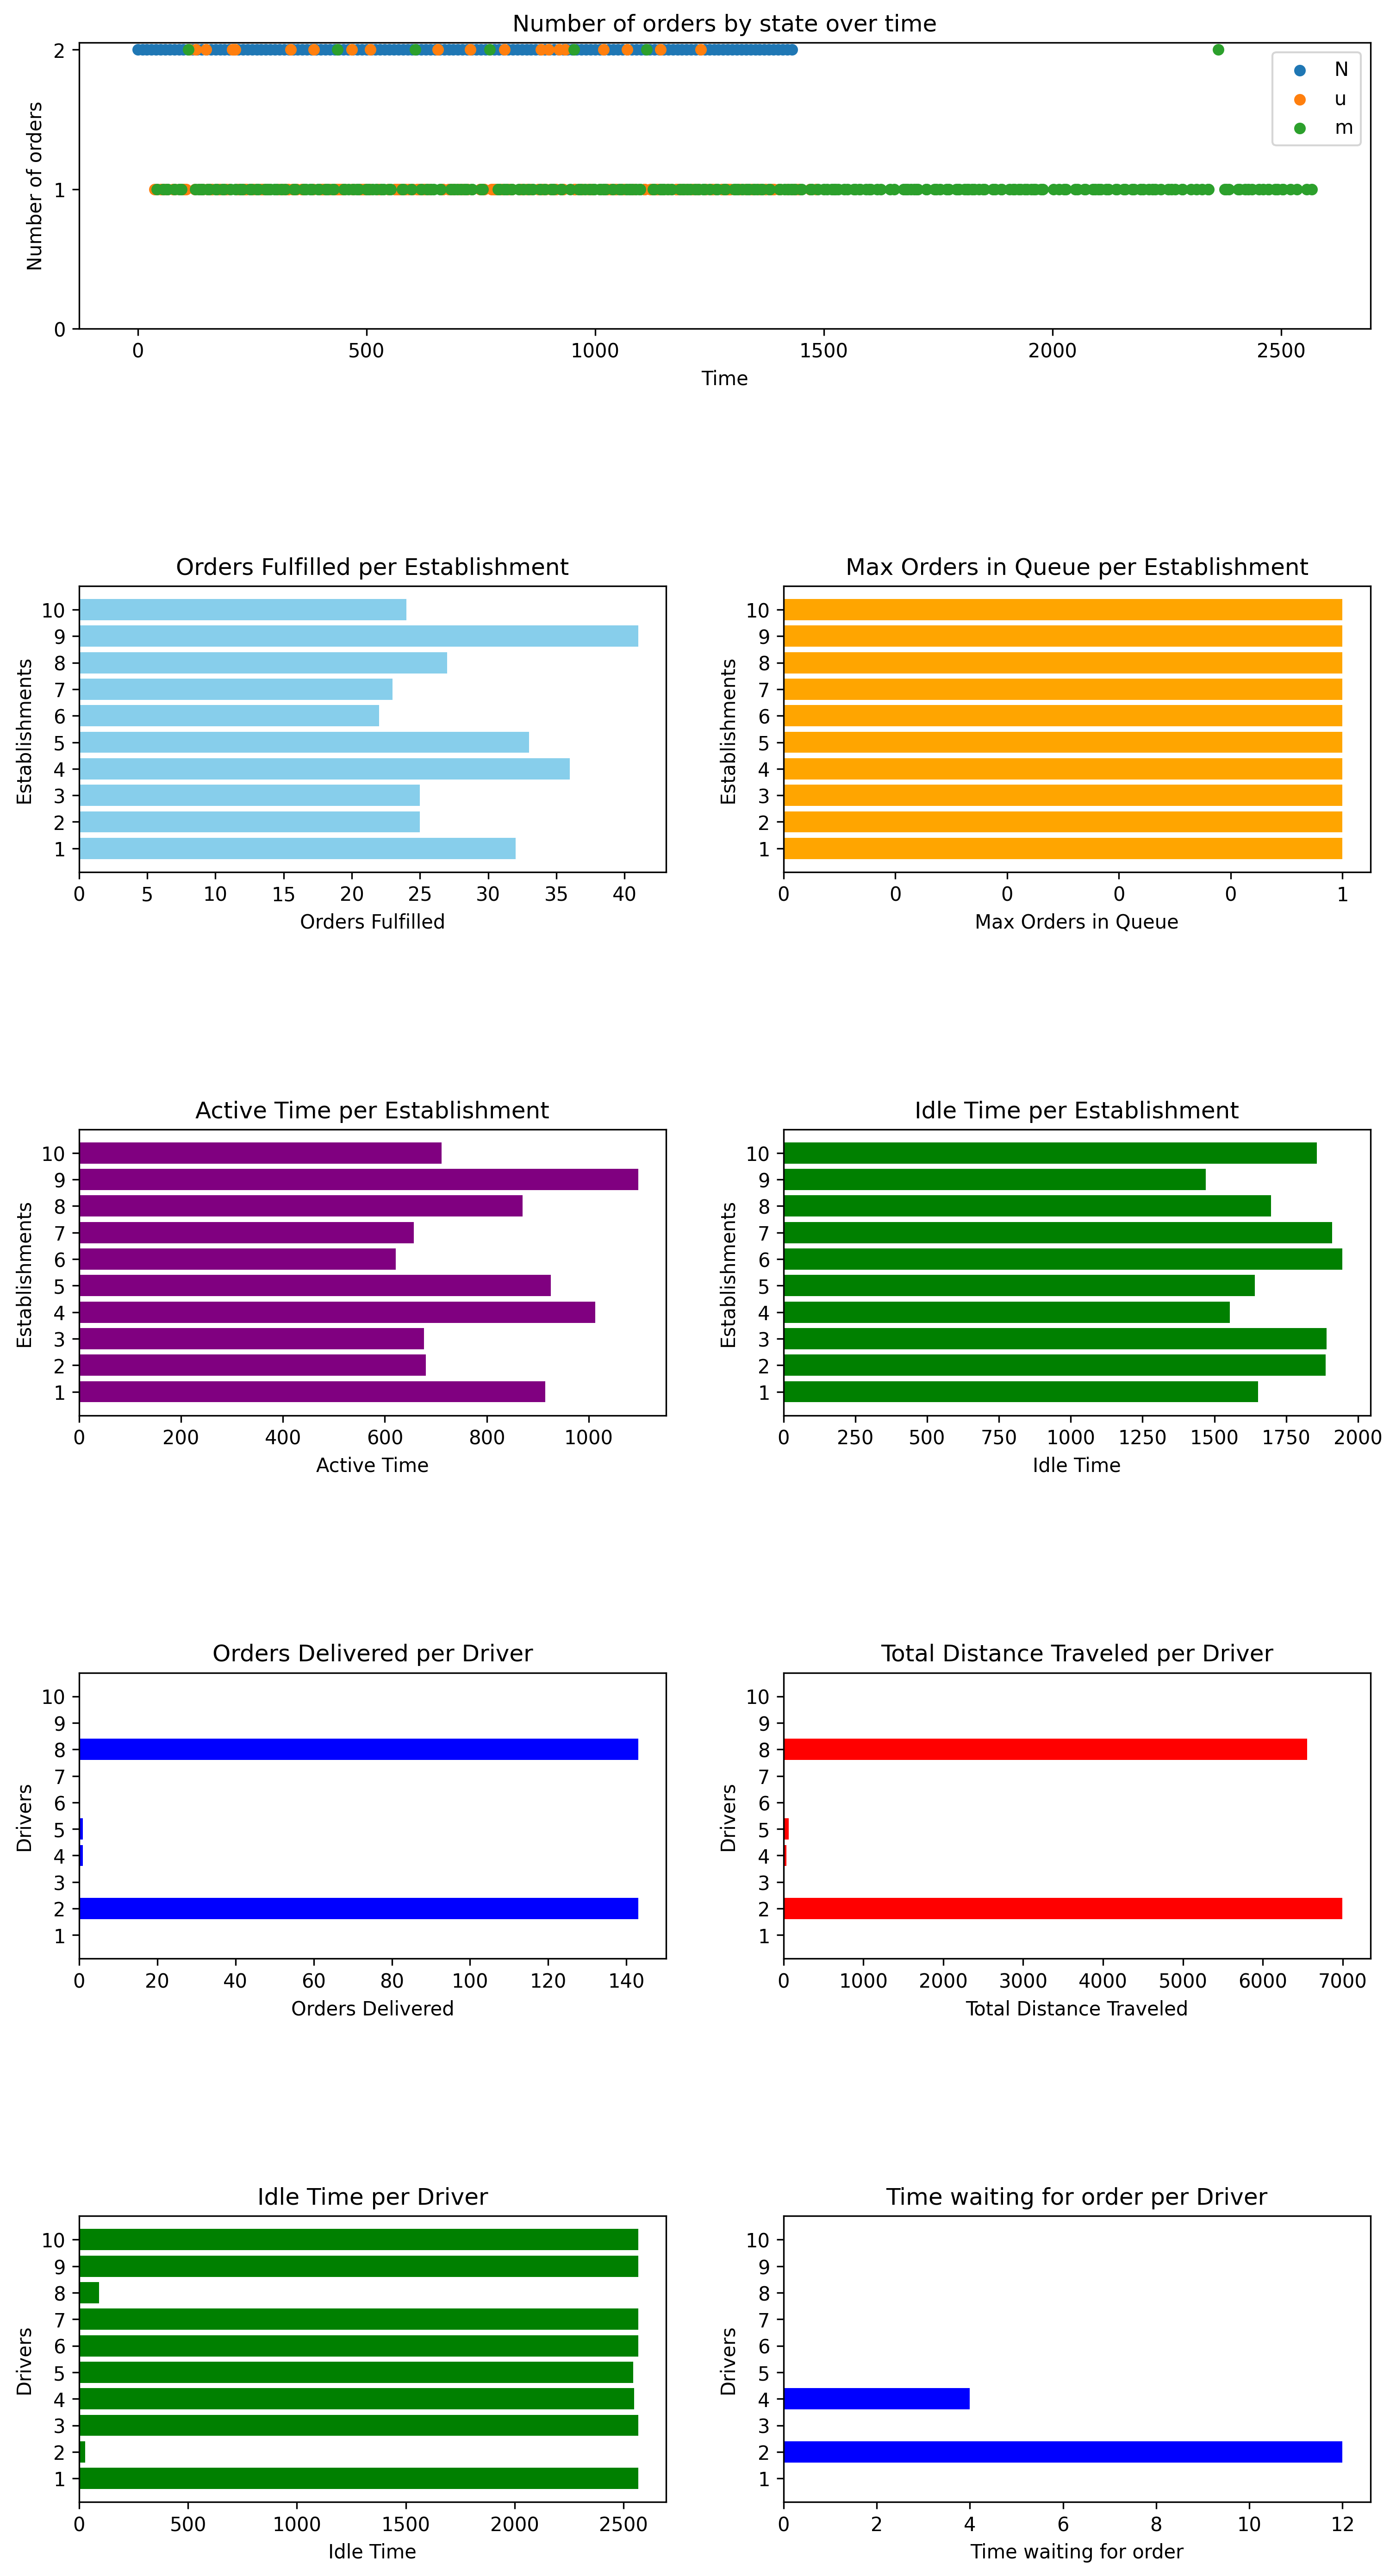 Number of orders by state over time
Number of orders
2
1
0
N
u
m
0 500 1000 1500 2000 2500
Time
Orders Fulfilled per Establishment
Establishments
10
9
8
7
6
5
4
3
2
1
0 5 10 15 20 25 30 35 40
Orders Fulfilled
Max Orders in Queue per Establishment
Establishments
10
9
8
7
6
5
4
3
2
1
0 0 0 0 0 1
Max Orders in Queue
Active Time per Establishment
Establishments
10
9
8
7
6
5
4
3
2
1
0 200 400 600 800 1000
Active Time
Idle Time per Establishment
Establishments
10
9
8
7
6
5
4
3
2
1
0 250 500 750 1000 1250 1500 1750 2000
Idle Time
Orders Delivered per Driver
Drivers
10
9
8
7
6
5
4
3
2
1
0 20 40 60 80 100 120 140
Orders Delivered
Total Distance Traveled per Driver
Drivers
10
9
8
7
6
5
4
3
2
1
0 1000 2000 3000 4000 5000 6000 7000
Total Distance Traveled
Idle Time per Driver
Drivers
10
9
8
7
6
5
4
3
2
1
0 500 1000 1500 2000 2500
Idle Time
Time waiting for order per Driver
Drivers
10
9
8
7
6
5
4
3
2
1
0 2 4 6 8 10 12
Time waiting for order